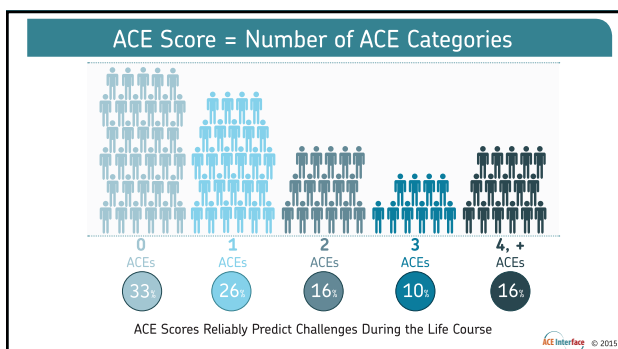 ACE Score = Number of ACE Categories
0 1 2 3 4, +
ACEs ACEs ACEs ACEs ACEs
33% 26% 16% 10% 16%
ACE Scores Reliably Predict Challenges During the Life Course
ACE Interface © 2015